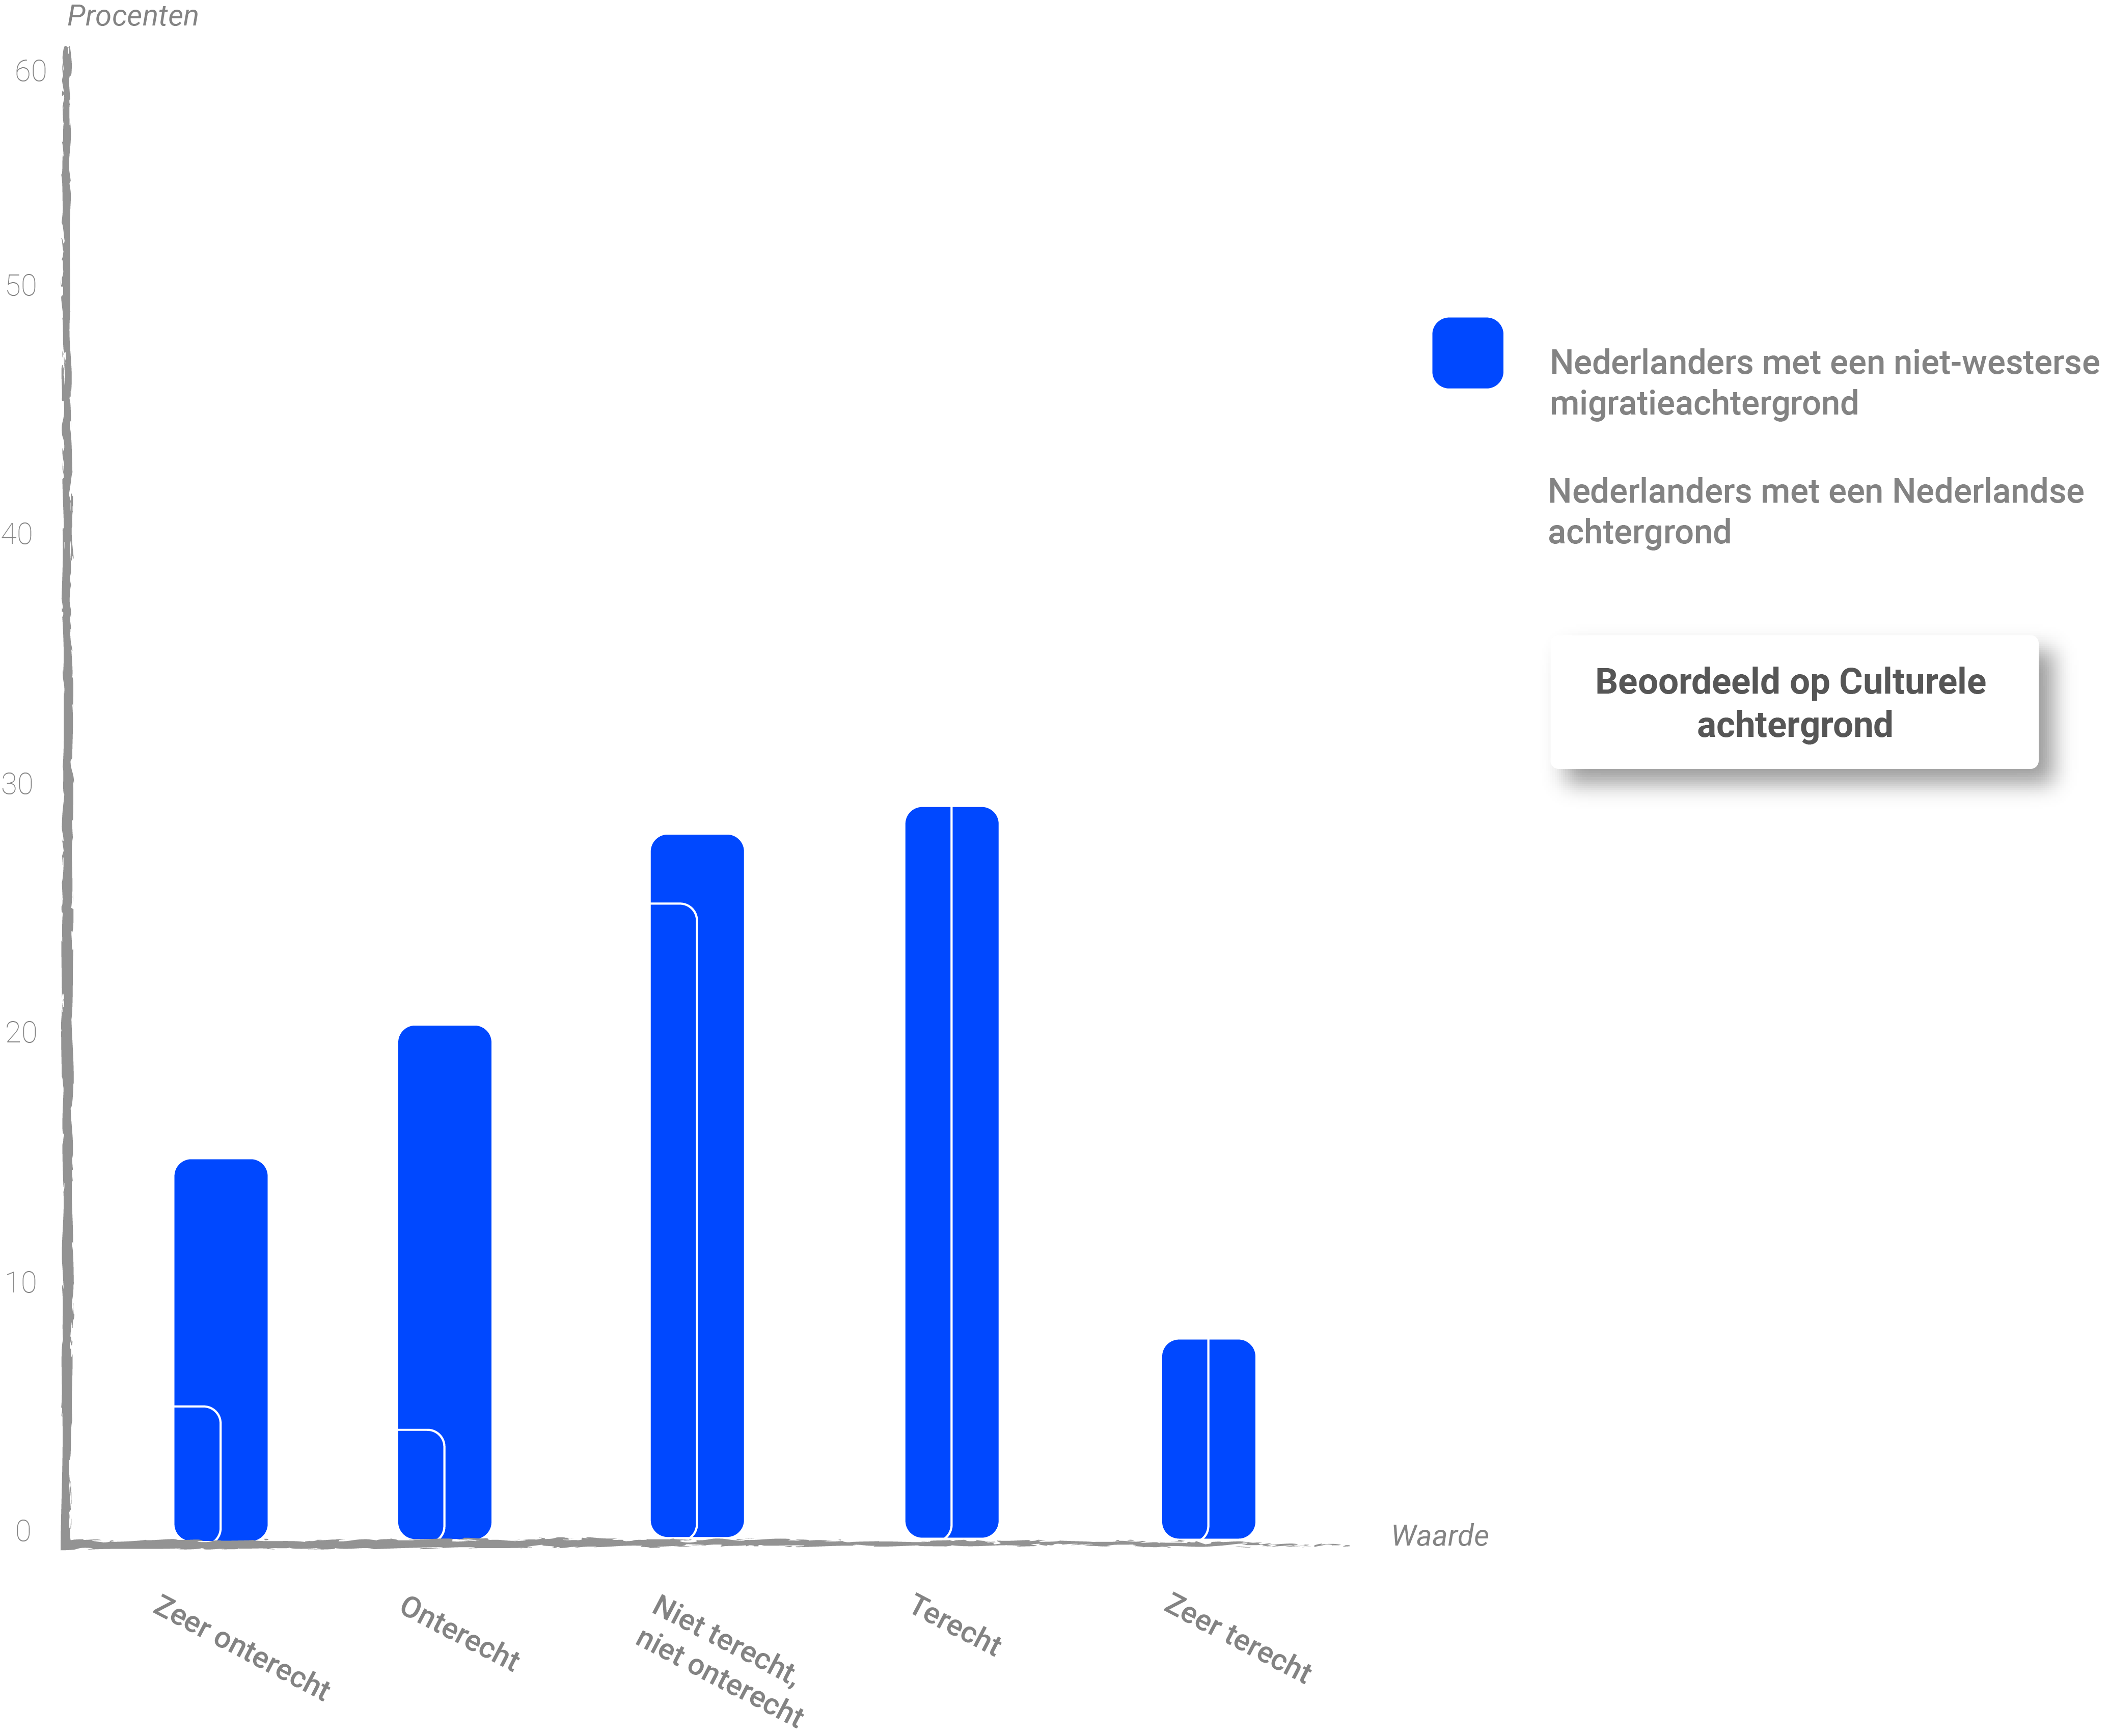 Procenten
60
50
40
30
20
10
0
Zeer onterecht
Onterecht
Niet terecht,
niet onterecht
Terecht
Zeer terecht
Waarde
Nederlanders met een niet-westerse
migratieachtergrond
Nederlanders met een Nederlandse
achtergrond
Beoordeeld op Culturele
achtergrond